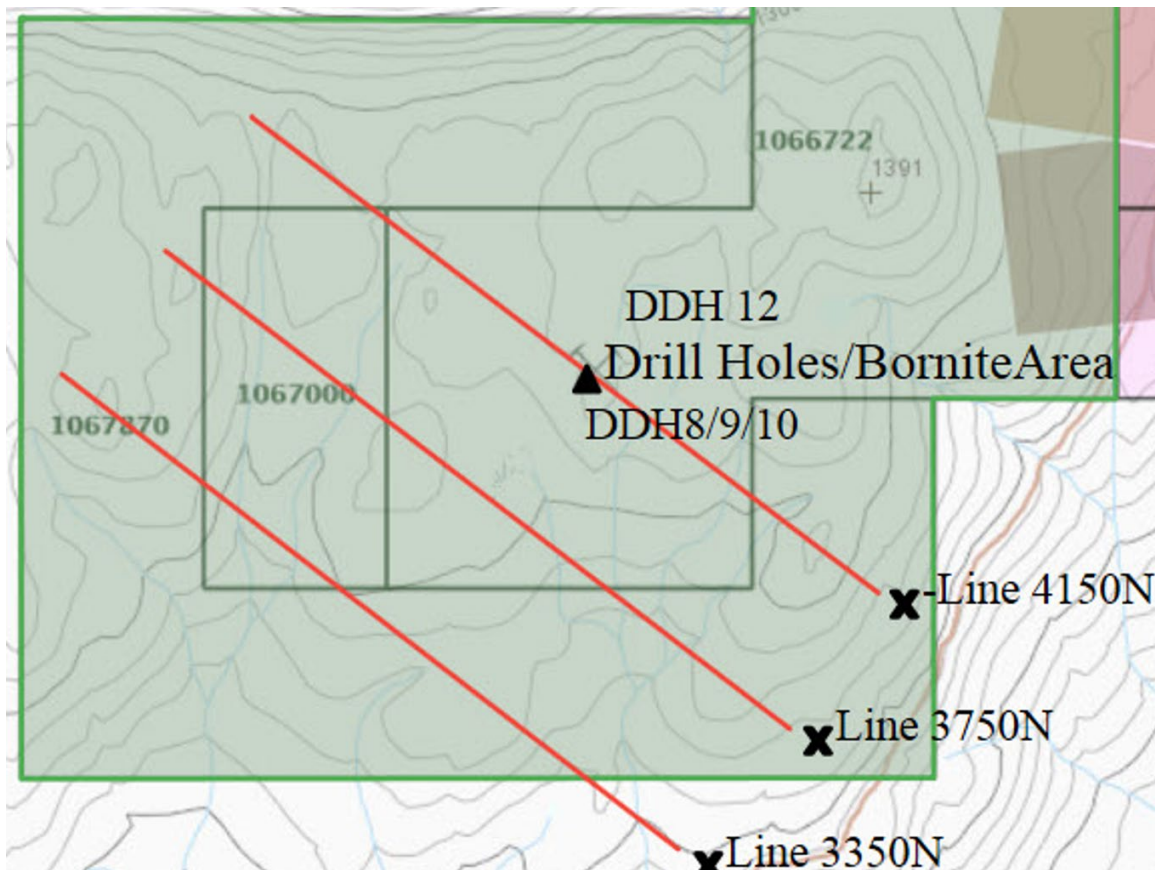 1066722
1391
DDH 12
Drill Holes/BorniteArea
1067000
DDH8/9/10
1067870
-Line 4150N
Line 3750N
Line 3350N